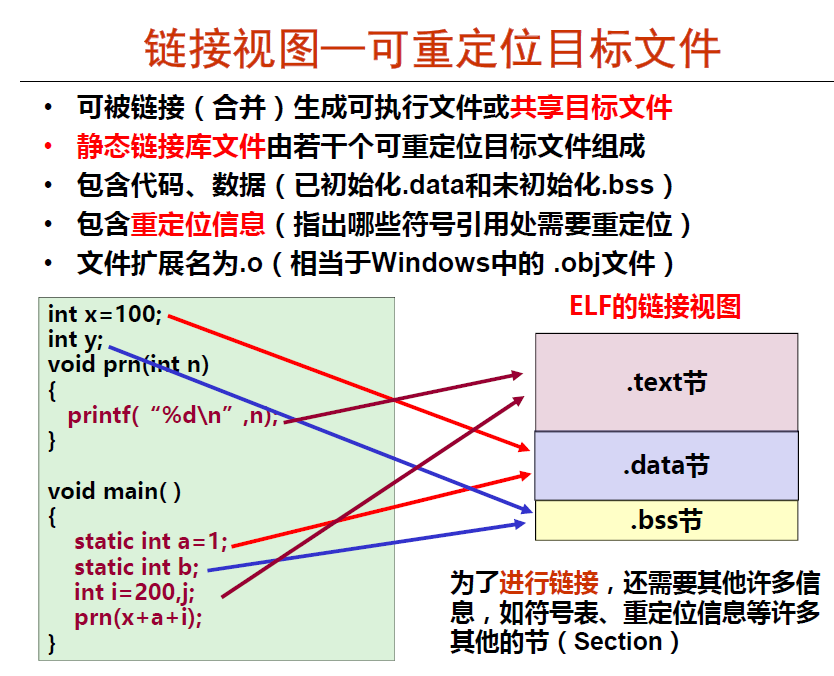 链接视图—可重定位目标文件
• 可被链接（合并）生成可执行文件或共享目标文件
• 静态链接库文件由若干个可重定位目标文件组成
• 包含代码、数据（已初始化.data和未初始化.bss）
• 包含重定位信息（指出哪些符号引用处需要重定位）
• 文件扩展名为.o（相当于Windows中的 .obj文件）
int x=100;
int y;
void prn(int n)
{
printf( “%d\n” ,n);
}
void main( )
{
static int a=1;
static int b;
int i=200,j;
prn(x+a+i);
}
ELF的链接视图
.text节
.data节
.bss节
为了进行链接，还需要其他许多信
息，如符号表、重定位信息等许多
其他的节（Section）